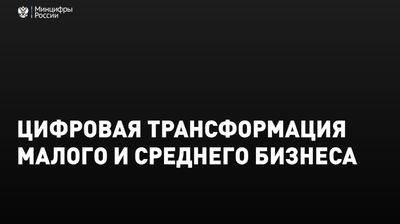 Минцифры
России
ЦИФРОВАЯ ТРАНСФОРМАЦИЯ
МАЛОГО И СРЕДНЕГО БИЗНЕСА